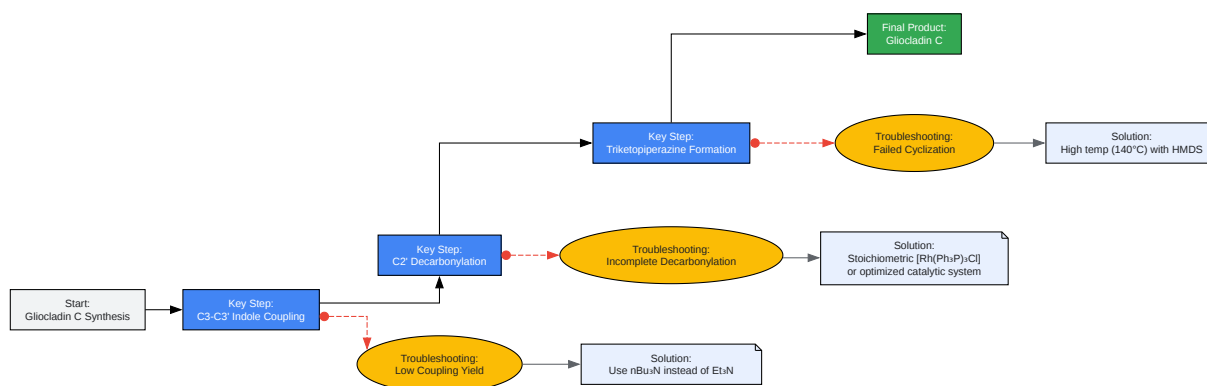 Final Product:
Gliocladin C
Key Step:
Triketopiperazine Formation
Troubleshooting:
Failed Cyclization
Solution:
High temp (140°C) with HMDS
Key Step:
C2' Decarbonylation
Troubleshooting:
Incomplete Decarbonylation
Solution:
Stoichiometric [Rh(Ph₃P)₃Cl]
or optimized catalytic system
Start:
Gliocladin C Synthesis
Key Step:
C3-C3' Indole Coupling
Troubleshooting:
Low Coupling Yield
Solution:
Use nBu₃N instead of Et₃N